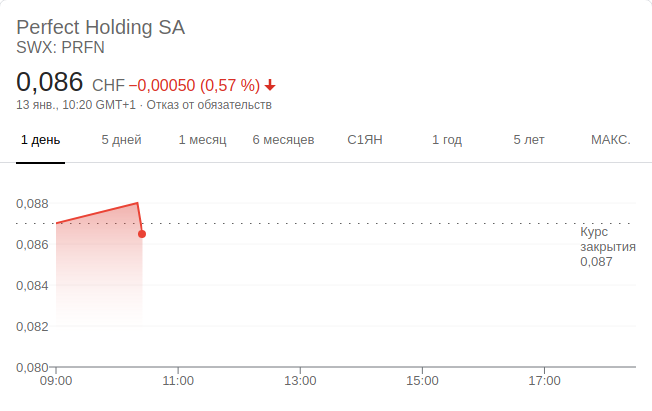 Perfect Holding SA
SWX: PRFN
0,086 CHF −0,00050 (0,57 %)
13 янв., 10:20 GMT+1 · Отказ от обязательств
1 день 5 дней 1 месяц 6 месяцев С1ЯН 1 год 5 лет МАКС.
0,088
0,086
0,084
0,082
0,080
Курс
закрытия
0,087
09:00 11:00 13:00 15:00 17:00